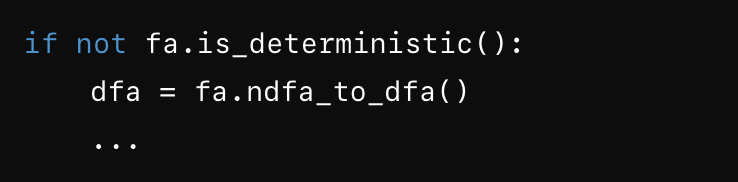 if not fa.is_deterministic():
    dfa = fa.ndfa_to_dfa()
    ...